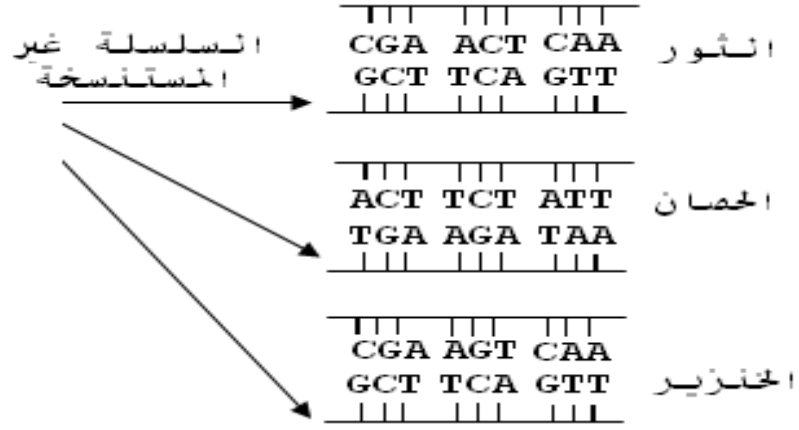 السلسلة غير
المستنسخة
CGA ACT CAA
GCT TCA GTT
الثور
ACT TCT ATT
TGA AGA TAA
الحصان
CGA AGT CAA
GCT TCA GTT
الخنزير